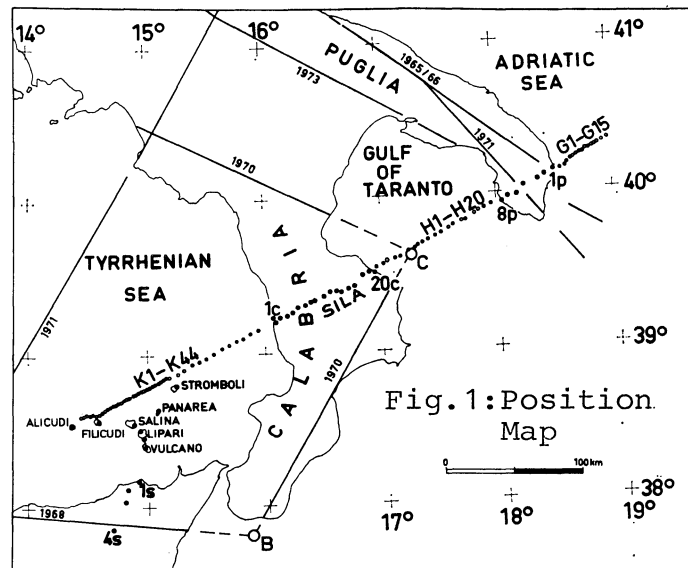 14°
15°
16°
41°
PUGLIA
1965/66
ADRIATIC
SEA
1973
1971
G1-G15
1970
GULF
OF
TARANTO
1p
40°
8p
H1-H20
TYRRHENIAN
SEA
C
20c
SILA
1c
CALABRIA
1971
39°
1970
K1-K44
STROMBOLI
PANAREA
ALICUDI
FILICUDI
SALINA
LIPARI
VULCANO
Fig.1:Position
Map
0
100km
1s
38°
17°
18°
19°
1968
4s
B